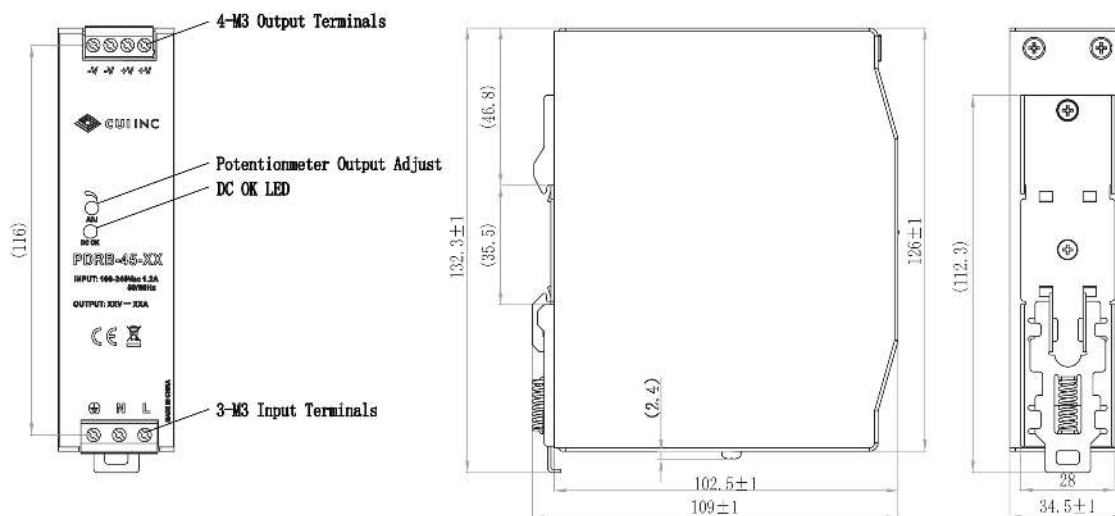 4-M3 Output Terminals
-V -V +V +V
CUI INC
Potentionmeter Output Adjust
DC OK LED
ADJ
DC OK
PDRB-45-XX
INPUT: 100-240Vac 1.2A
50/60Hz
OUTPUT: XXV⎓XXA
CE
MADE IN CHINA
N L
3-M3 Input Terminals
(116)
(46.8)
(35.5)
132.3±1
126±1
(2.4)
102.5±1
109±1
(112.3)
28
34.5±1